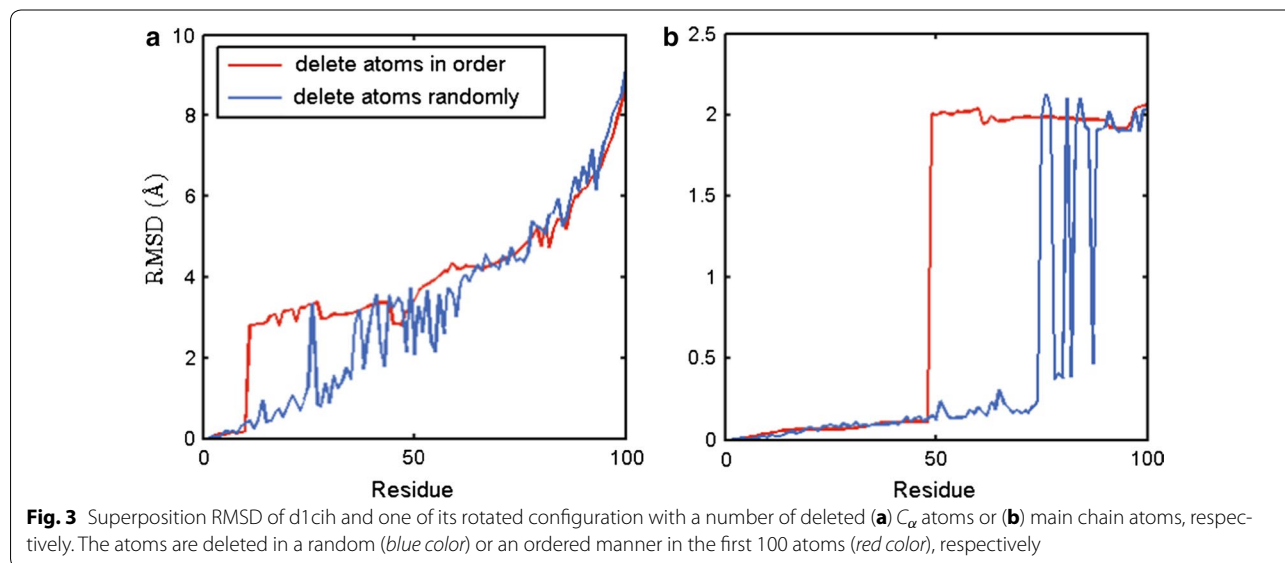 a
10
8
6
4
2
0
RMSD (Å)
delete atoms in order
delete atoms randomly
0
50
100
Residue
b
2.5
2
1.5
1
0.5
0
0
50
100
Residue
Fig. 3 Superposition RMSD of d1cih and one of its rotated configuration with a number of deleted (a) Cα atoms or (b) main chain atoms, respec-
tively. The atoms are deleted in a random (blue color) or an ordered manner in the first 100 atoms (red color), respectively